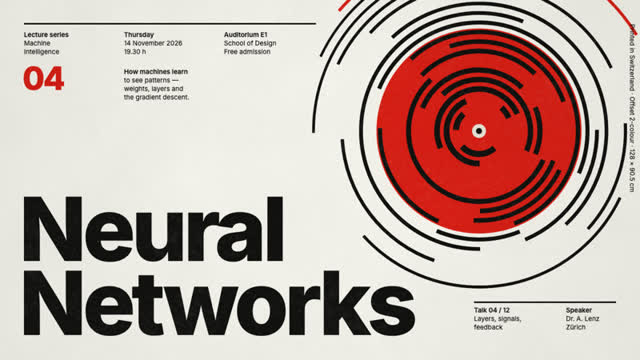 Lecture series
Machine
Intelligence
04
Thursday
14 November 2026
19.30 h
How machines learn
to see patterns —
weights, layers and
the gradient descent.
Auditorium E1
School of Design
Free admission
Printed in Switzerland · Offset 2-colour · 128 × 90.5 cm
Neural
Networks
Talk 04 / 12
Layers, signals,
feedback
Speaker
Dr. A. Lenz
Zürich